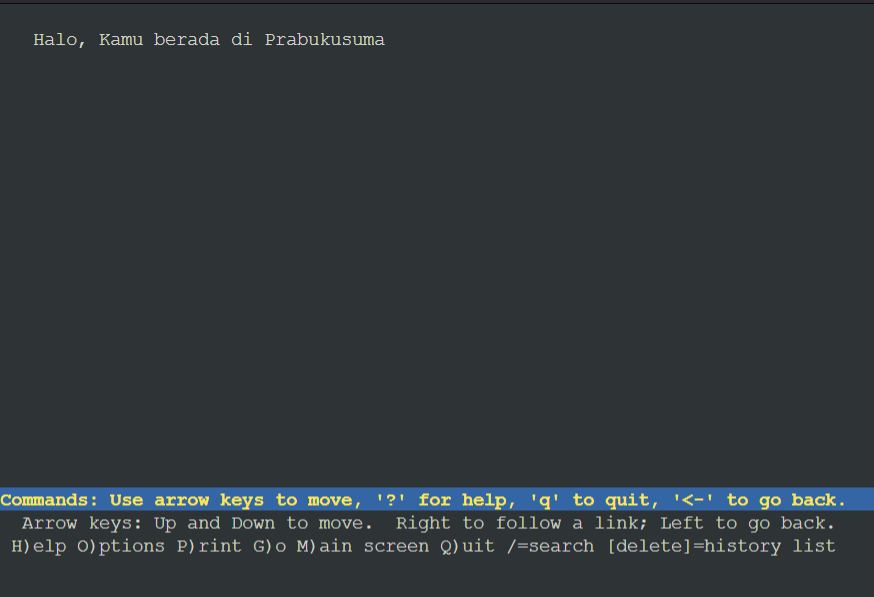 Halo, Kamu berada di Prabukusuma
Commands: Use arrow keys to move, '?' for help, 'q' to quit, '<-' to go back.
Arrow keys: Up and Down to move.  Right to follow a link; Left to go back.
H)elp O)ptions P)rint G)o M)ain screen Q)uit /=search [delete]=history list